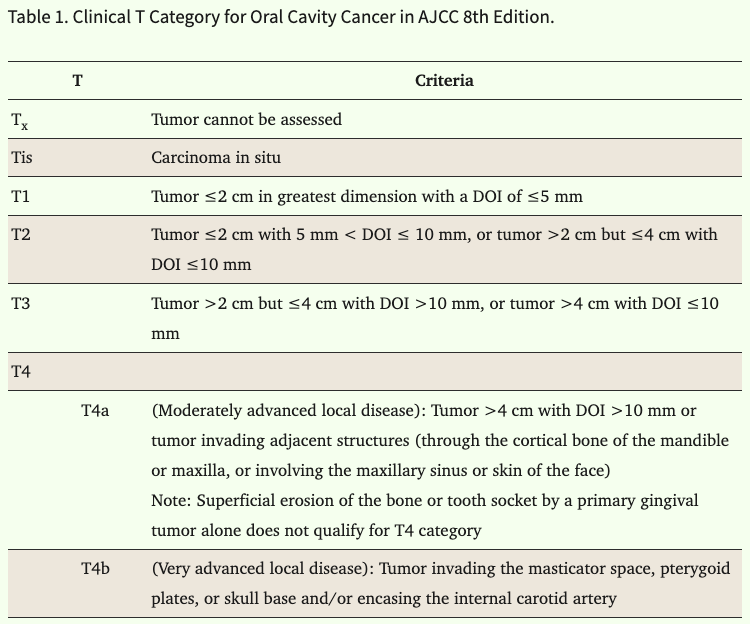 Table 1. Clinical T Category for Oral Cavity Cancer in AJCC 8th Edition.
T Criteria
Tx Tumor cannot be assessed
Tis Carcinoma in situ
T1 Tumor ≤2 cm in greatest dimension with a DOI of ≤5 mm
T2 Tumor ≤2 cm with 5 mm < DOI ≤ 10 mm, or tumor >2 cm but ≤4 cm with
DOI ≤10 mm
T3 Tumor >2 cm but ≤4 cm with DOI >10 mm, or tumor >4 cm with DOI ≤10
mm
T4
T4a (Moderately advanced local disease): Tumor >4 cm with DOI >10 mm or
tumor invading adjacent structures (through the cortical bone of the mandible
or maxilla, or involving the maxillary sinus or skin of the face)
Note: Superficial erosion of the bone or tooth socket by a primary gingival
tumor alone does not qualify for T4 category
T4b (Very advanced local disease): Tumor invading the masticator space, pterygoid
plates, or skull base and/or encasing the internal carotid artery